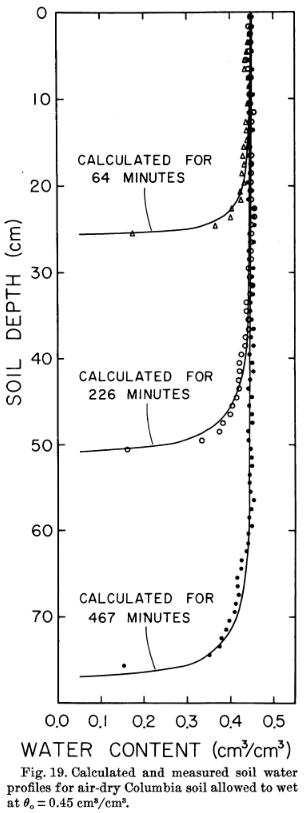 0
10
20
30
40
50
60
70
SOIL DEPTH (cm)
CALCULATED FOR
64 MINUTES
CALCULATED FOR
226 MINUTES
CALCULATED FOR
467 MINUTES
0.0 0.1 0.2 0.3 0.4 0.5
WATER CONTENT (cm³/cm³)
Fig. 19. Calculated and measured soil water
profiles for air-dry Columbia soil allowed to wet
at θₒ = 0.45 cm³/cm³.